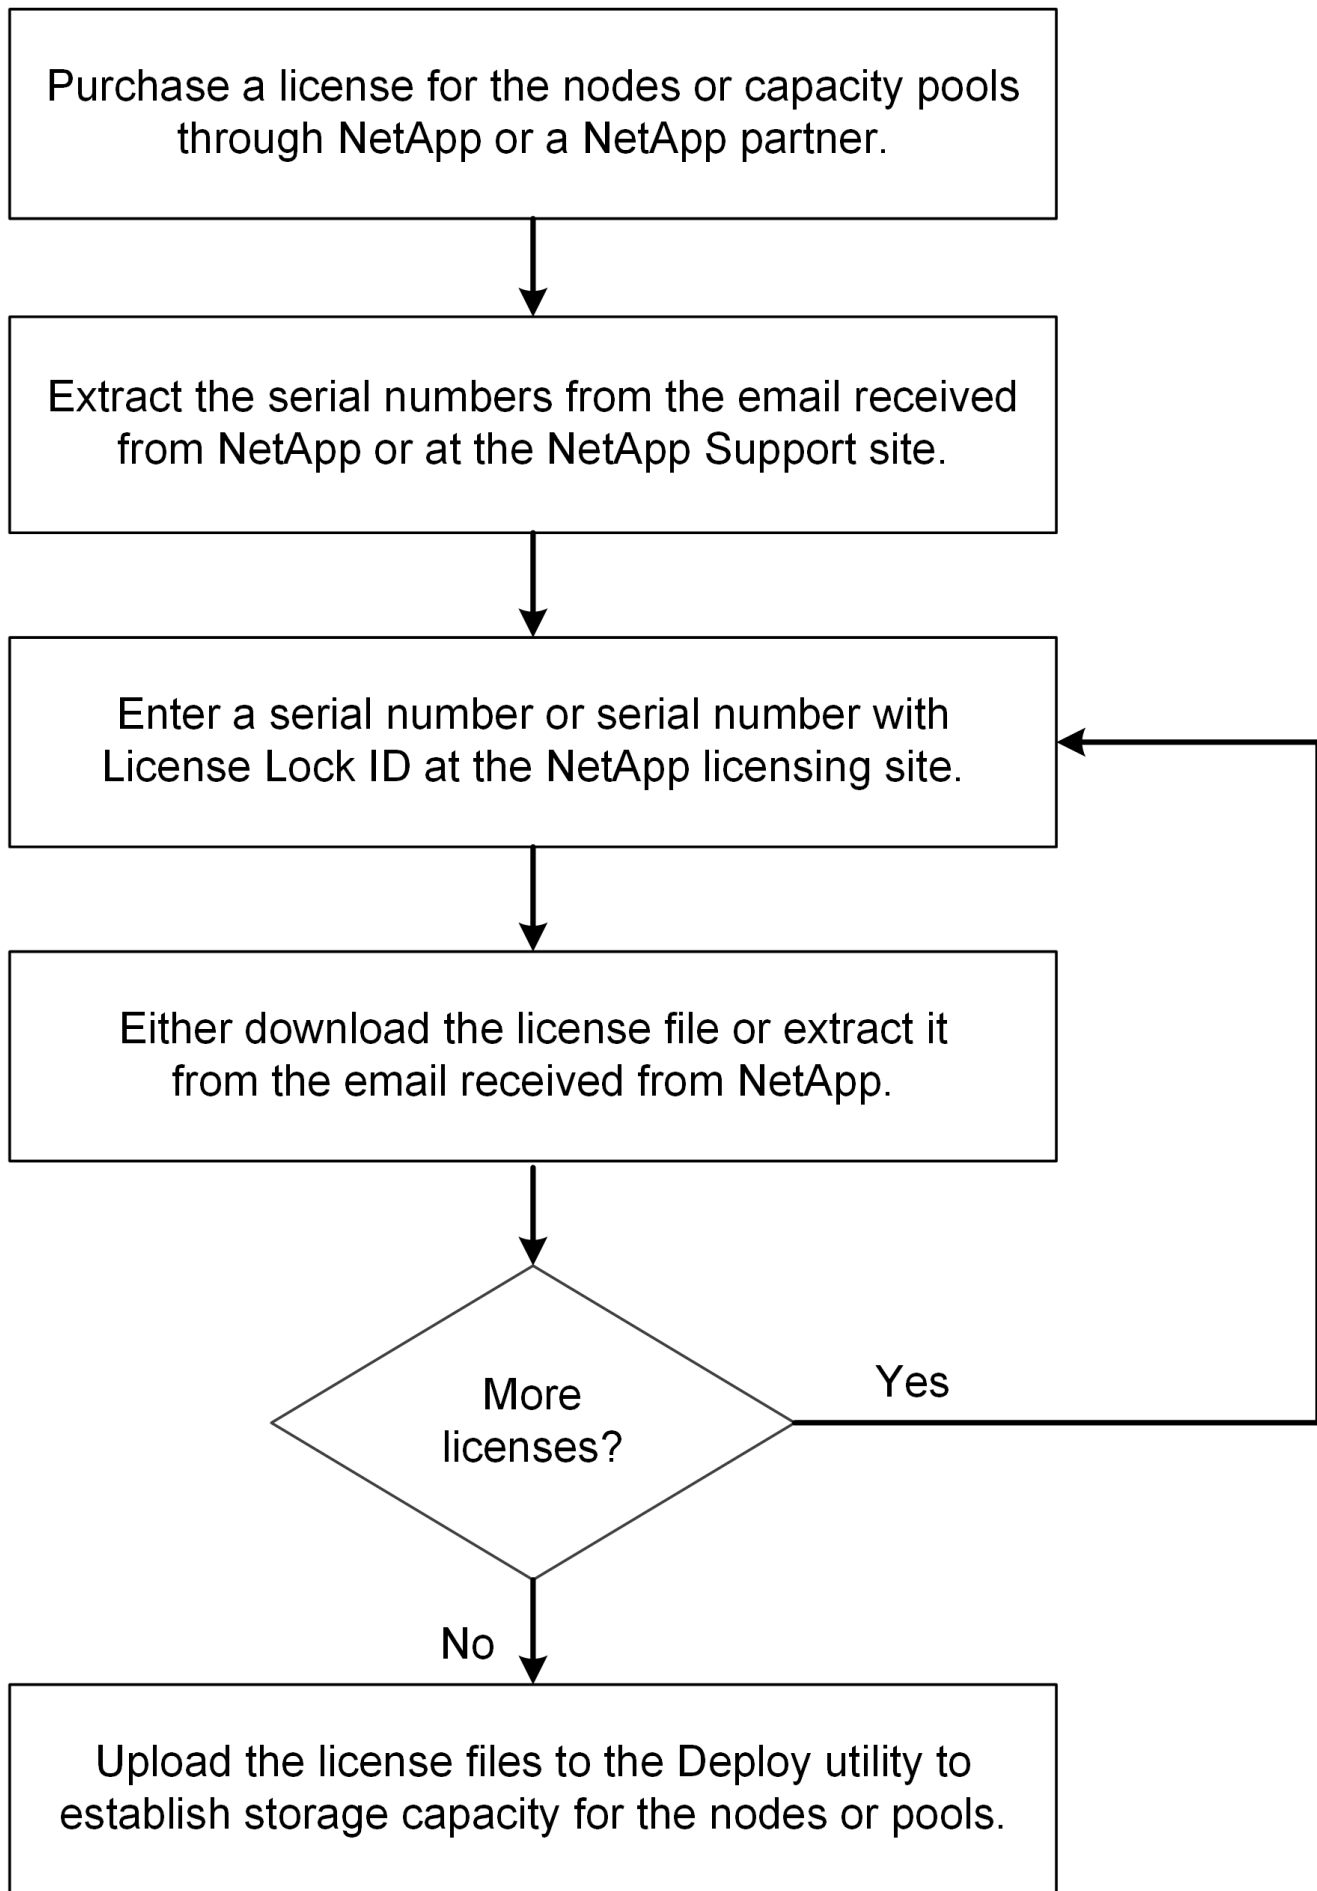 Purchase a license for the nodes or capacity pools
through NetApp or a NetApp partner.
Extract the serial numbers from the email received
from NetApp or at the NetApp Support site.
Enter a serial number or serial number with
License Lock ID at the NetApp licensing site.
Either download the license file or extract it
from the email received from NetApp.
More
licenses?
Yes
No
Upload the license files to the Deploy utility to
establish storage capacity for the nodes or pools.